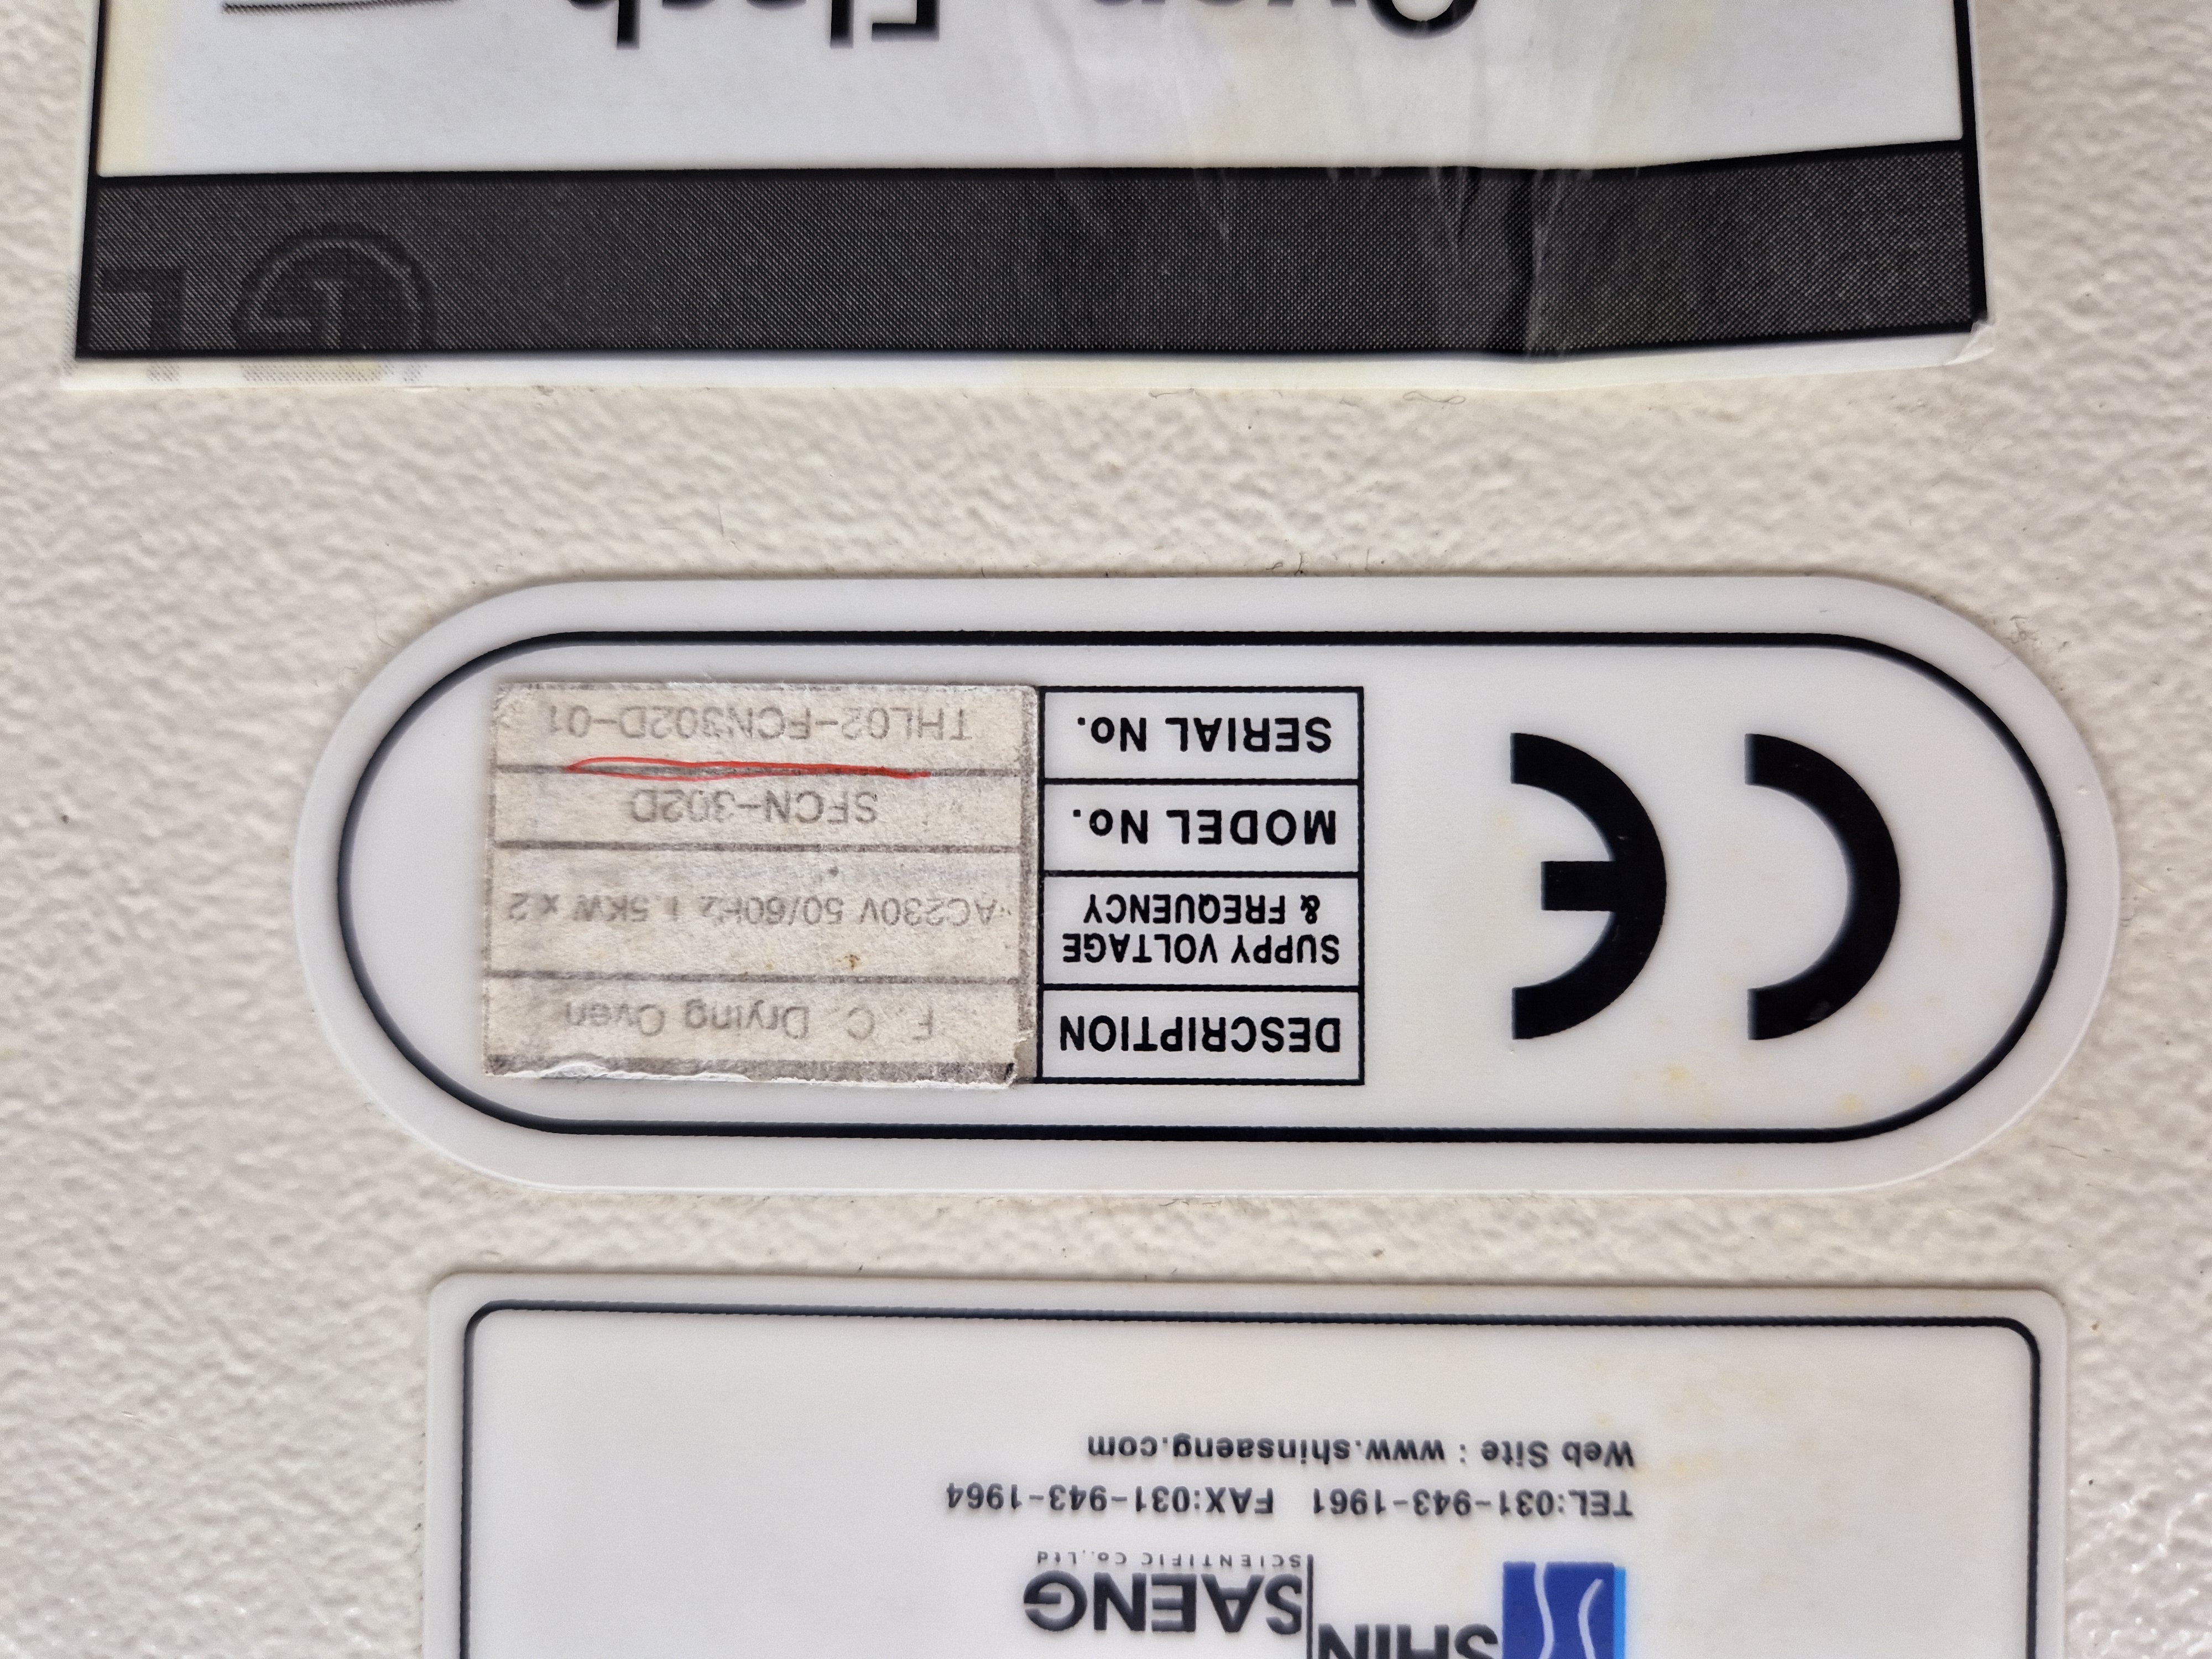 SHIN
SAENG
SCIENTIFIC CO.,Ltd
TEL:031-943-1961 FAX:031-943-1964
Web Site : www.shinsaeng.com
CE
DESCRIPTION F. C. Drying Oven
SUPPY VOLTAGE
& FREQUENCY AC230V 50/60Hz 1.5KW x 2
MODEL No. SFCN-302D
SERIAL No. THL02-FCN302D-01
Oven